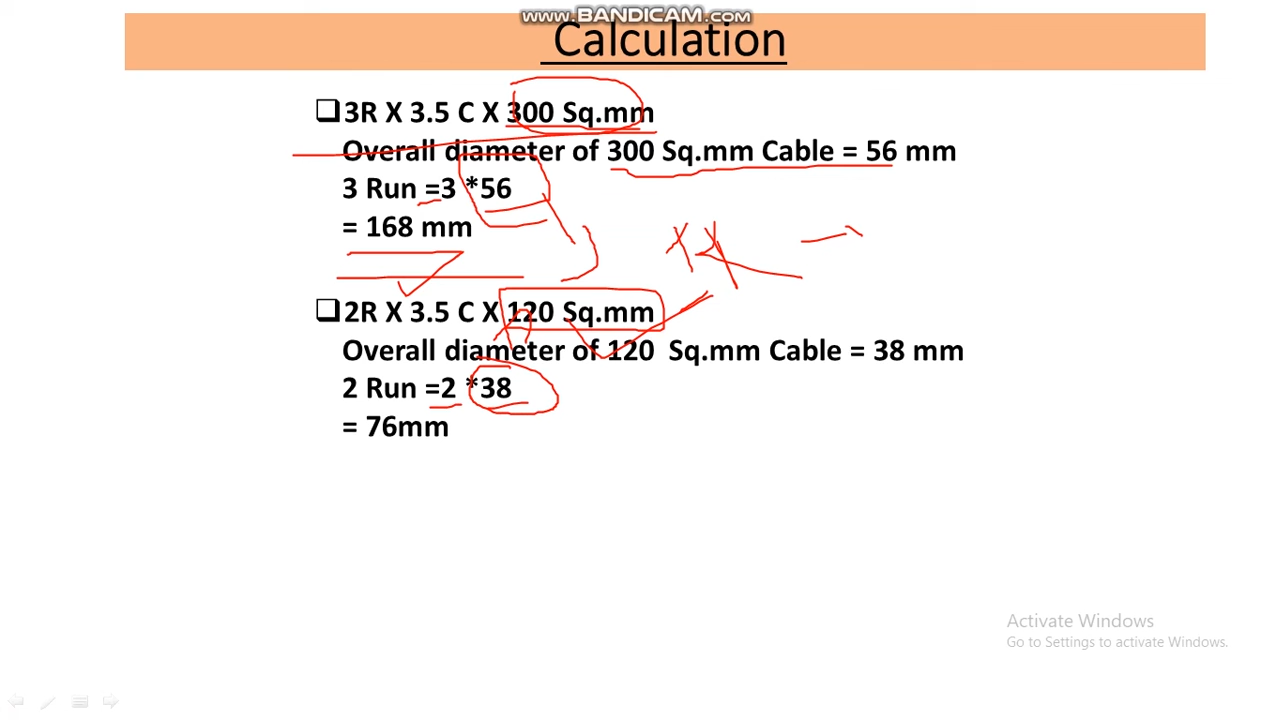 www.BANDICAM.com
Calculation
3R X 3.5 C X 300 Sq.mm
Overall diameter of 300 Sq.mm Cable = 56 mm
3 Run =3 *56
= 168 mm
2R X 3.5 C X 120 Sq.mm
Overall diameter of 120 Sq.mm Cable = 38 mm
2 Run =2 *38
= 76mm
Activate Windows
Go to Settings to activate Windows.